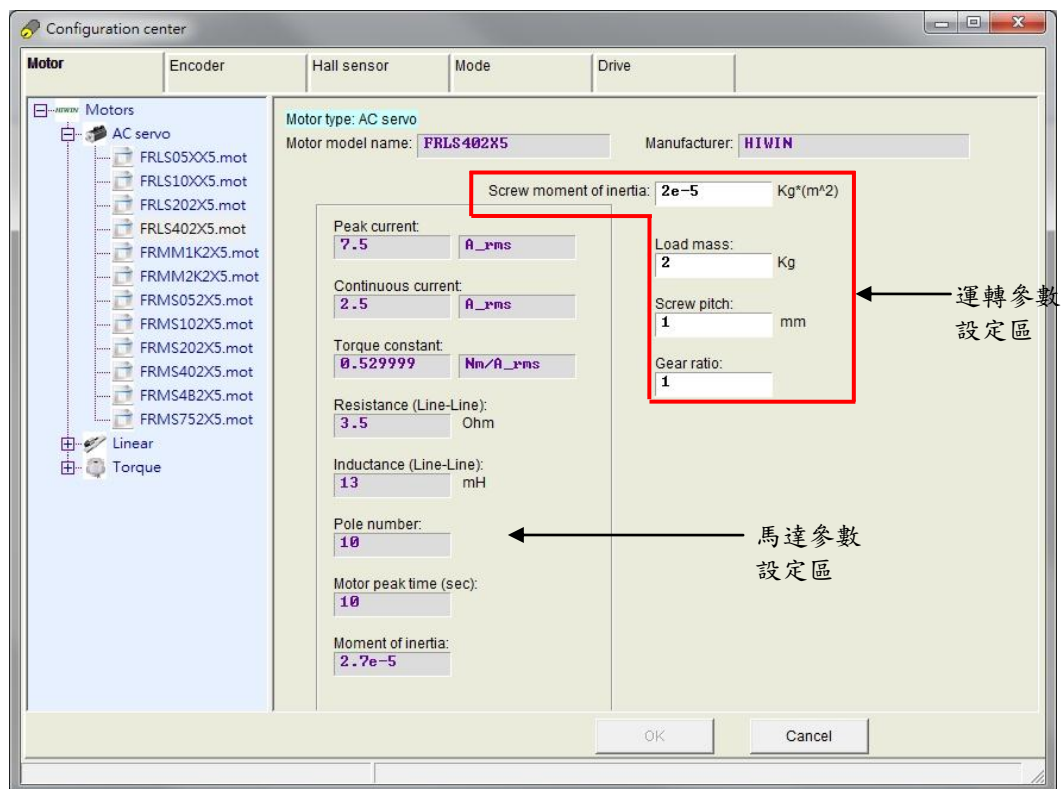 Configuration center
Motor
Encoder
Hall sensor
Mode
Drive
HIWIN Motors
AC servo
FRLS05XX5.mot
FRLS10XX5.mot
FRLS202X5.mot
FRLS402X5.mot
FRMM1K2X5.mot
FRMM2K2X5.mot
FRMS052X5.mot
FRMS102X5.mot
FRMS202X5.mot
FRMS402X5.mot
FRMS4B2X5.mot
FRMS752X5.mot
Linear
Torque
Motor type: AC servo
Motor model name: FRLS402X5
Manufacturer: HIWIN
Screw moment of inertia: 2e-5 Kg*(m^2)
Peak current:
7.5 A_rms
Continuous current:
2.5 A_rms
Torque constant:
0.529999 Nm/A_rms
Resistance (Line-Line):
3.5 Ohm
Inductance (Line-Line):
13 mH
Pole number:
10
Motor peak time (sec):
10
Moment of inertia:
2.7e-5
Load mass:
2 Kg
Screw pitch:
1 mm
Gear ratio:
1
運轉參數
設定區
馬達參數
設定區
OK
Cancel